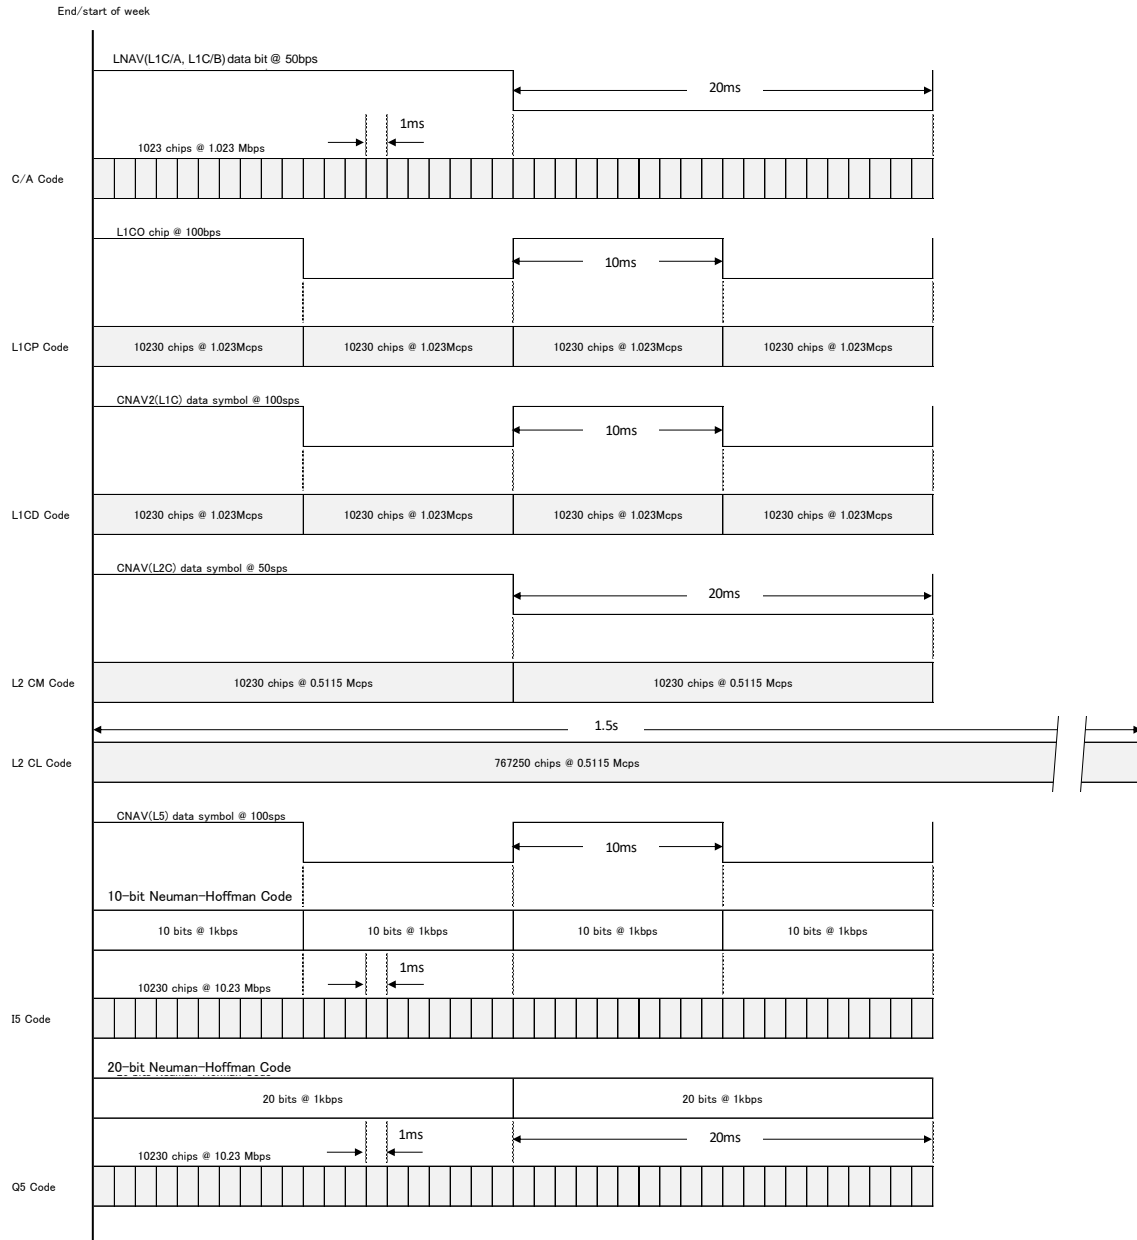 End/start of week
LNAV(L1C/A, L1C/B) data bit @ 50bps
20ms
1ms
1023 chips @ 1.023 Mbps
C/A Code
L1CO chip @ 100bps
10ms
L1CP Code
10230 chips @ 1.023Mcps
10230 chips @ 1.023Mcps
10230 chips @ 1.023Mcps
10230 chips @ 1.023Mcps
CNAV2(L1C) data symbol @ 100sps
10ms
L1CD Code
10230 chips @ 1.023Mcps
10230 chips @ 1.023Mcps
10230 chips @ 1.023Mcps
10230 chips @ 1.023Mcps
CNAV(L2C) data symbol @ 50sps
20ms
L2 CM Code
10230 chips @ 0.5115 Mcps
10230 chips @ 0.5115 Mcps
1.5s
L2 CL Code
767250 chips @ 0.5115 Mcps
CNAV(L5) data symbol @ 100sps
10ms
10-bit Neuman-Hoffman Code
10 bits @ 1kbps
10 bits @ 1kbps
10 bits @ 1kbps
10 bits @ 1kbps
1ms
10230 chips @ 10.23 Mbps
I5 Code
20-bit Neuman-Hoffman Code
20 bits @ 1kbps
20 bits @ 1kbps
1ms
20ms
10230 chips @ 10.23 Mbps
Q5 Code